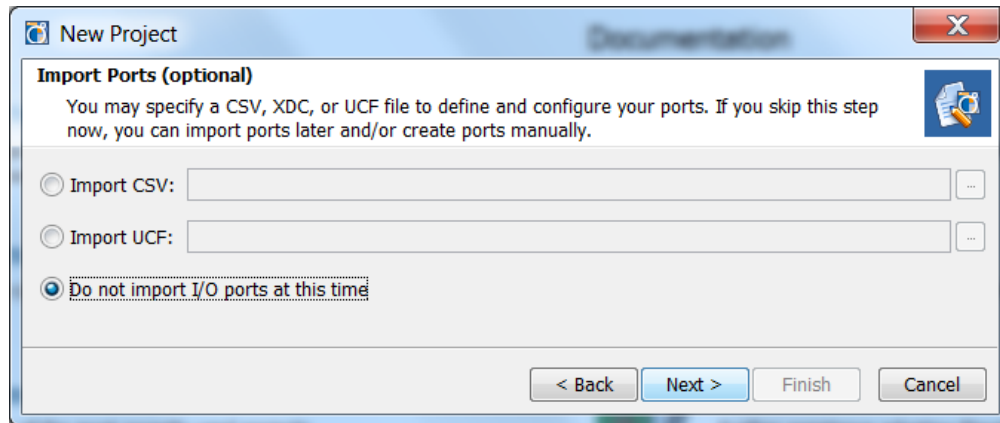 New Project
Documentation
Import Ports (optional)
You may specify a CSV, XDC, or UCF file to define and configure your ports. If you skip this step
now, you can import ports later and/or create ports manually.
Import CSV:
...
Import UCF:
...
Do not import I/O ports at this time
< Back Next > Finish Cancel